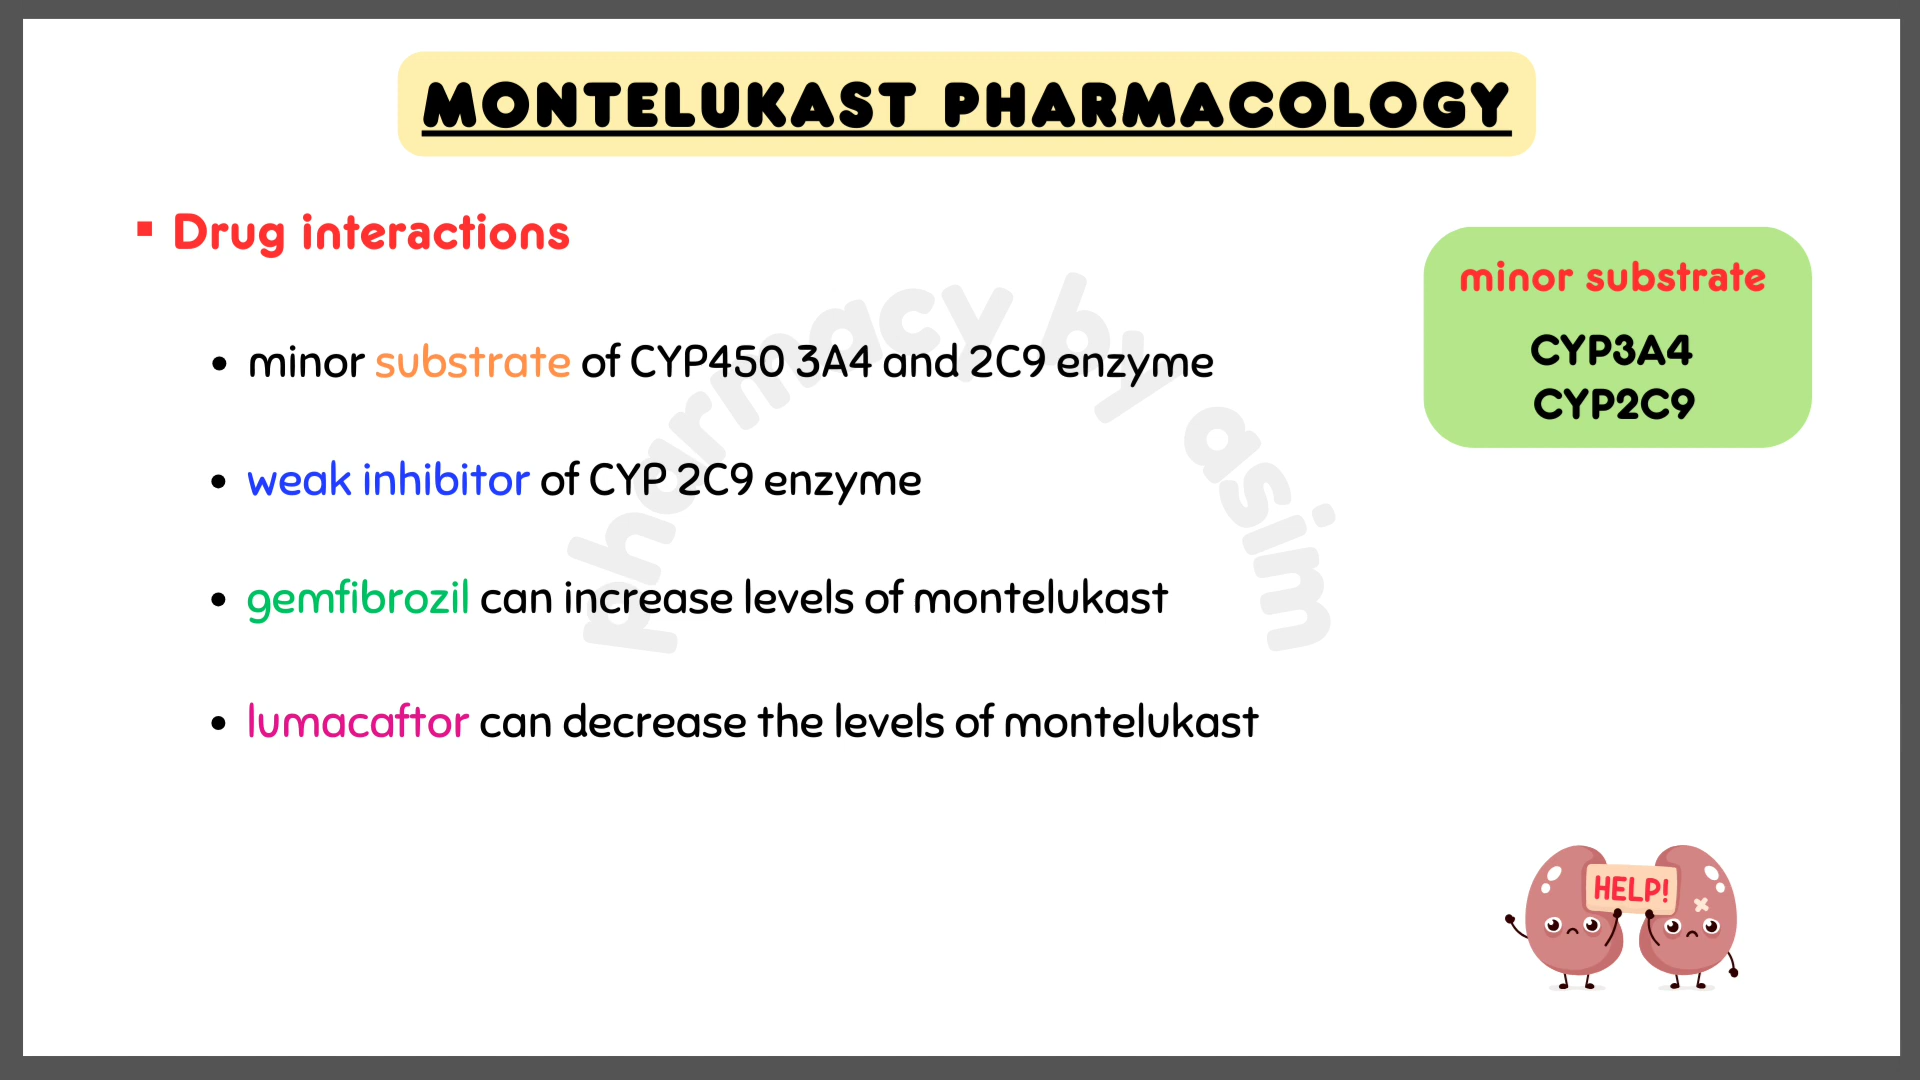 MONTELUKAST PHARMACOLOGY
Drug interactions
minor substrate of CYP450 3A4 and 2C9 enzyme
weak inhibitor of CYP 2C9 enzyme
gemfibrozil can increase levels of montelukast
lumacaftor can decrease the levels of montelukast
minor substrate
CYP3A4
CYP2C9
pharmacy by asim
HELP!